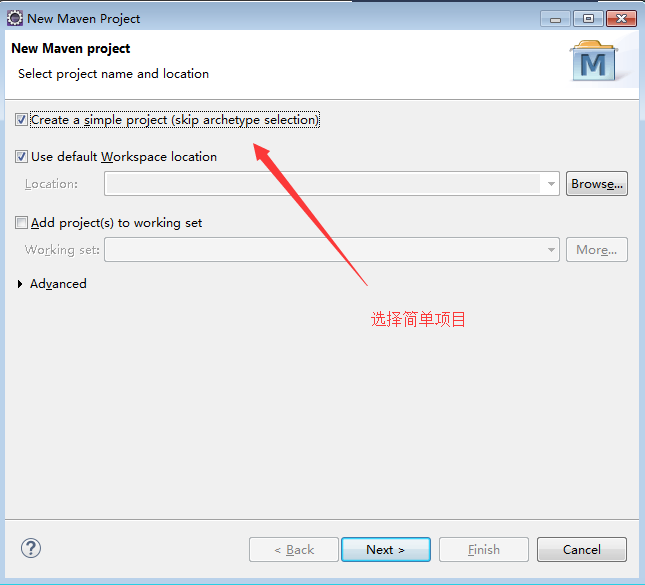 New Maven Project
New Maven project
Select project name and location
M
Create a simple project (skip archetype selection)
Use default Workspace location
Location:
Browse...
Add project(s) to working set
Working set:
More...
Advanced
选择简单项目
?
< Back
Next >
Finish
Cancel